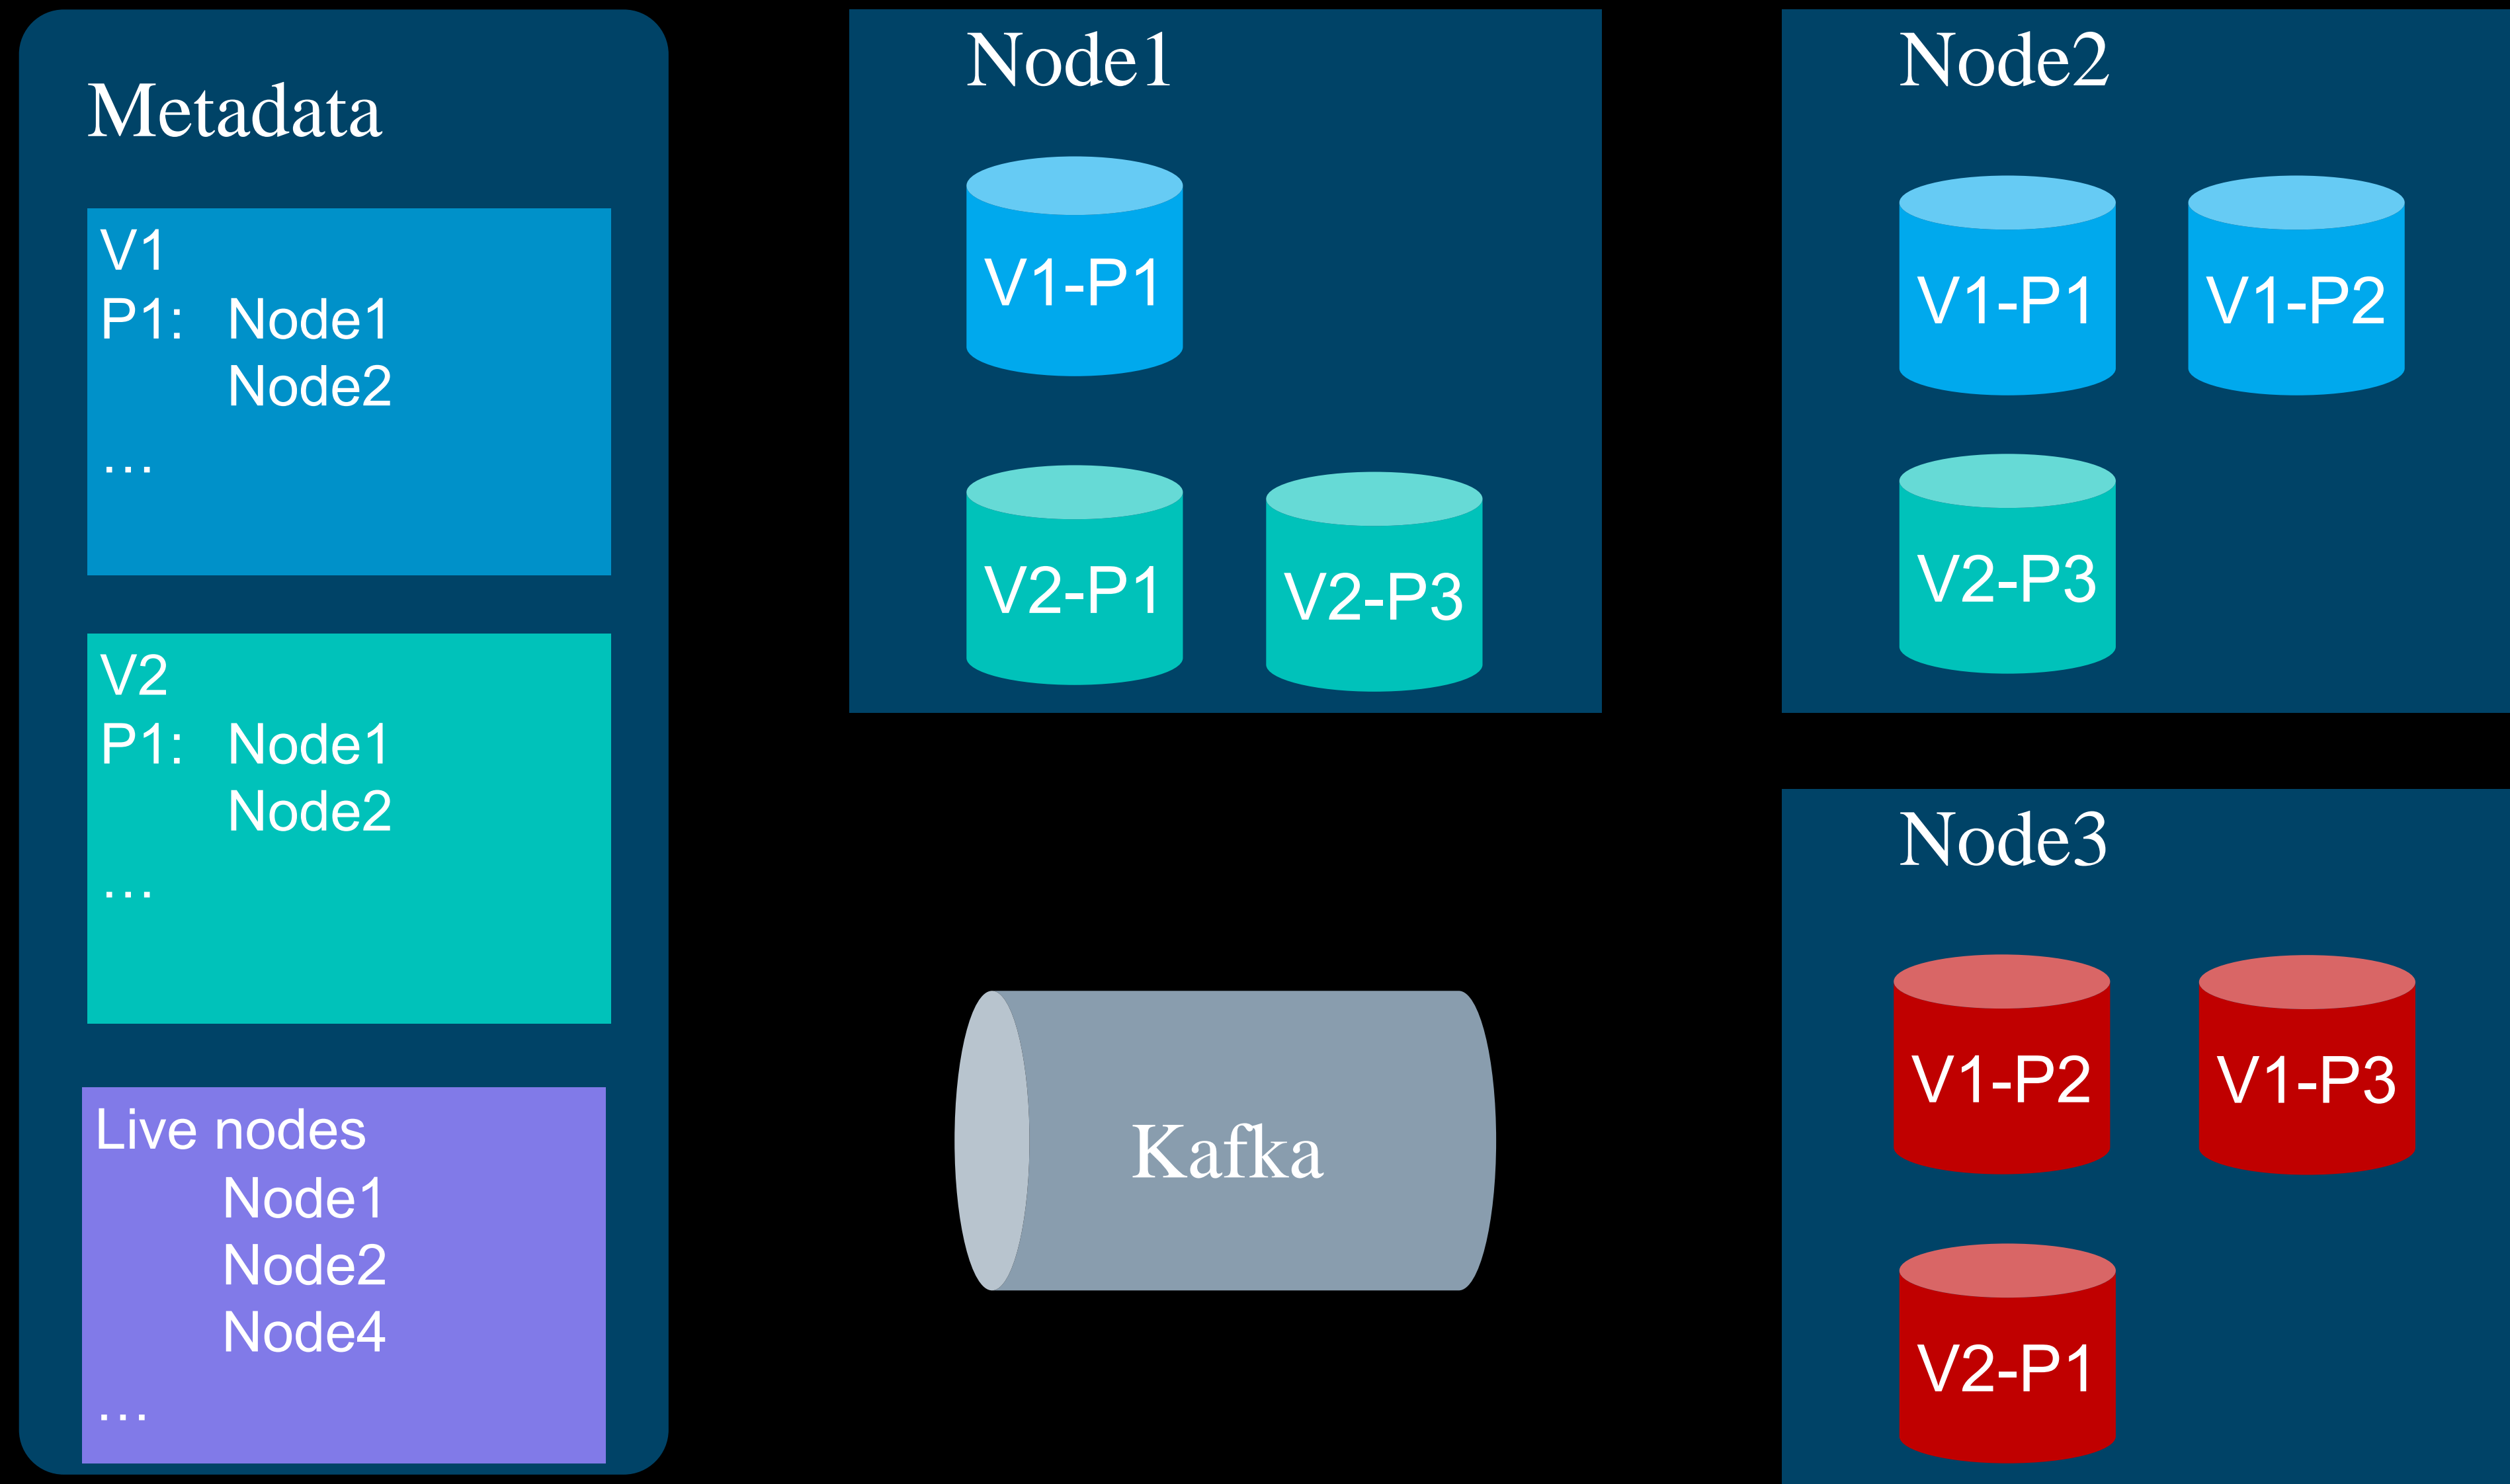 Metadata
V1
P1: Node1
Node2
...
V2
P1: Node1
Node2
...
Live nodes
Node1
Node2
Node4
...
Node1
V1-P1
V2-P1
V2-P3
Kafka
Node2
V1-P1
V1-P2
V2-P3
Node3
V1-P2
V1-P3
V2-P1